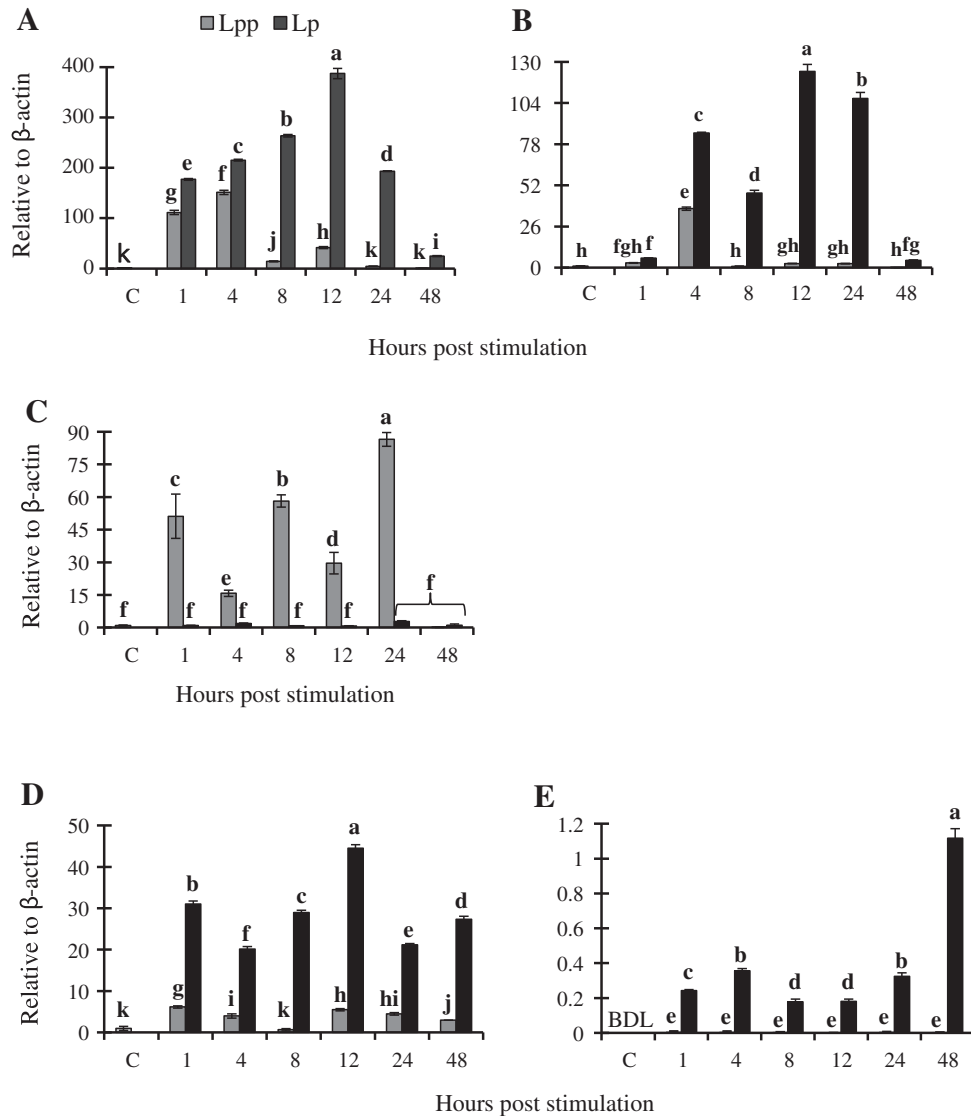 A
Lpp Lp
Relative to β-actin
400
300
200
100
0
k g e f c j b h a k d k i
C 1 4 8 12 24 48
B
130
104
78
52
26
0
h fgh f e c h d gh a gh b h fg
C 1 4 8 12 24 48
Hours post stimulation
C
Relative to β-actin
90
75
60
45
30
15
0
f c f e f b f d f a f
C 1 4 8 12 24 48
Hours post stimulation
D
Relative to β-actin
50
40
30
20
10
0
k g b i f k c h a hi e j d
C 1 4 8 12 24 48
E
1.2
1
0.8
0.6
0.4
0.2
0
BDL e c e b e d e d e b e a
C 1 4 8 12 24 48
Hours post stimulation